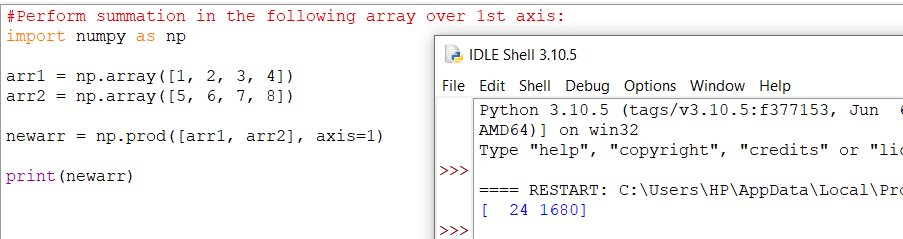 #Perform summation in the following array over 1st axis:
import numpy as np
arr1 = np.array([1, 2, 3, 4])
arr2 = np.array([5, 6, 7, 8])
newarr = np.prod([arr1, arr2], axis=1)
print(newarr)
IDLE Shell 3.10.5
File Edit Shell Debug Options Window Help
Python 3.10.5 (tags/v3.10.5:f377153, Jun
AMD64)] on win32
Type "help", "copyright", "credits" or
>>>
==== RESTART: C:\Users\HP\AppData\Local\
[  24 1680]
>>>